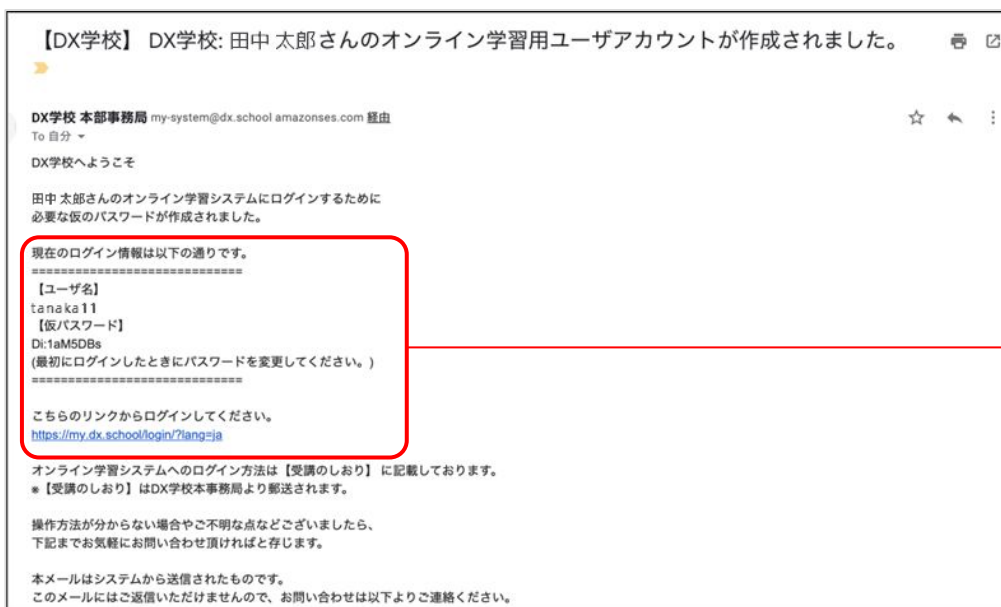 【DX学校】 DX学校: 田中 太郎さんのオンライン学習用ユーザアカウントが作成されました。
DX学校 本部事務局 my-system@dx.school amazonses.com 経由
To 自分
DX学校へようこそ
田中 太郎さんのオンライン学習システムにログインするために
必要な仮のパスワードが作成されました。
現在のログイン情報は以下の通りです。
=============================
【ユーザ名】
tanaka11
【仮パスワード】
Di:1aM5DBs
(最初にログインしたときにパスワードを変更してください。)
=============================
こちらのリンクからログインしてください。
https://my.dx.school/login/?lang=ja
オンライン学習システムへのログイン方法は【受講のしおり】 に記載しております。
※【受講のしおり】はDX学校本事務局より郵送されます。
操作方法が分からない場合やご不明な点などございましたら、
下記までお気軽にお問い合わせ頂ければと存じます。
本メールはシステムから送信されたものです。
このメールにはご返信いただけませんので、お問い合わせは以下よりご連絡ください。